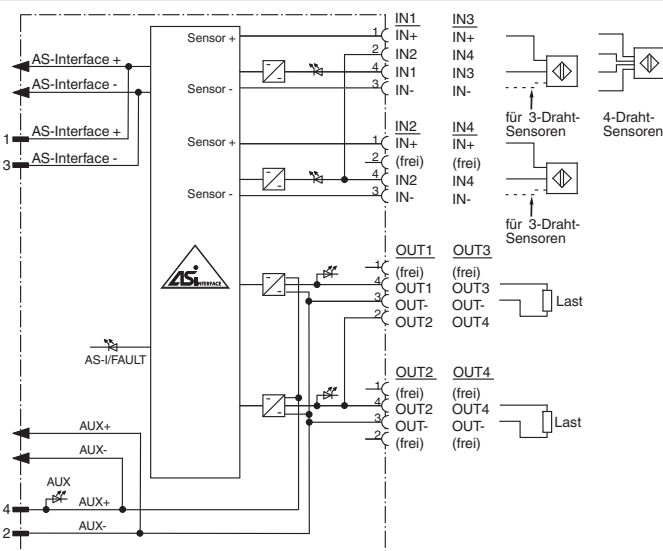 IN1 IN3
Sensor + 1 IN+ IN+
AS-Interface + 2 IN2 IN4
4 IN1 IN3
AS-Interface - Sensor - 3 IN- IN-
für 3-Draht-
Sensoren
4-Draht-
Sensoren
1 AS-Interface +
IN2 IN4
Sensor + 1 IN+ IN+
3 AS-Interface - 2 (frei) (frei)
4 IN2 IN4
Sensor - 3 IN- IN-
für 3-Draht-
Sensoren
OUT1 OUT3
1 (frei) (frei)
ASi INTERFACE 4 OUT1 OUT3
3 OUT- OUT- Last
2 OUT2 OUT4
AS-I/FAULT
OUT2 OUT4
1 (frei) (frei)
4 OUT2 OUT4
3 OUT- OUT- Last
2 (frei) (frei)
AUX+
AUX-
AUX
4 AUX+
2 AUX-